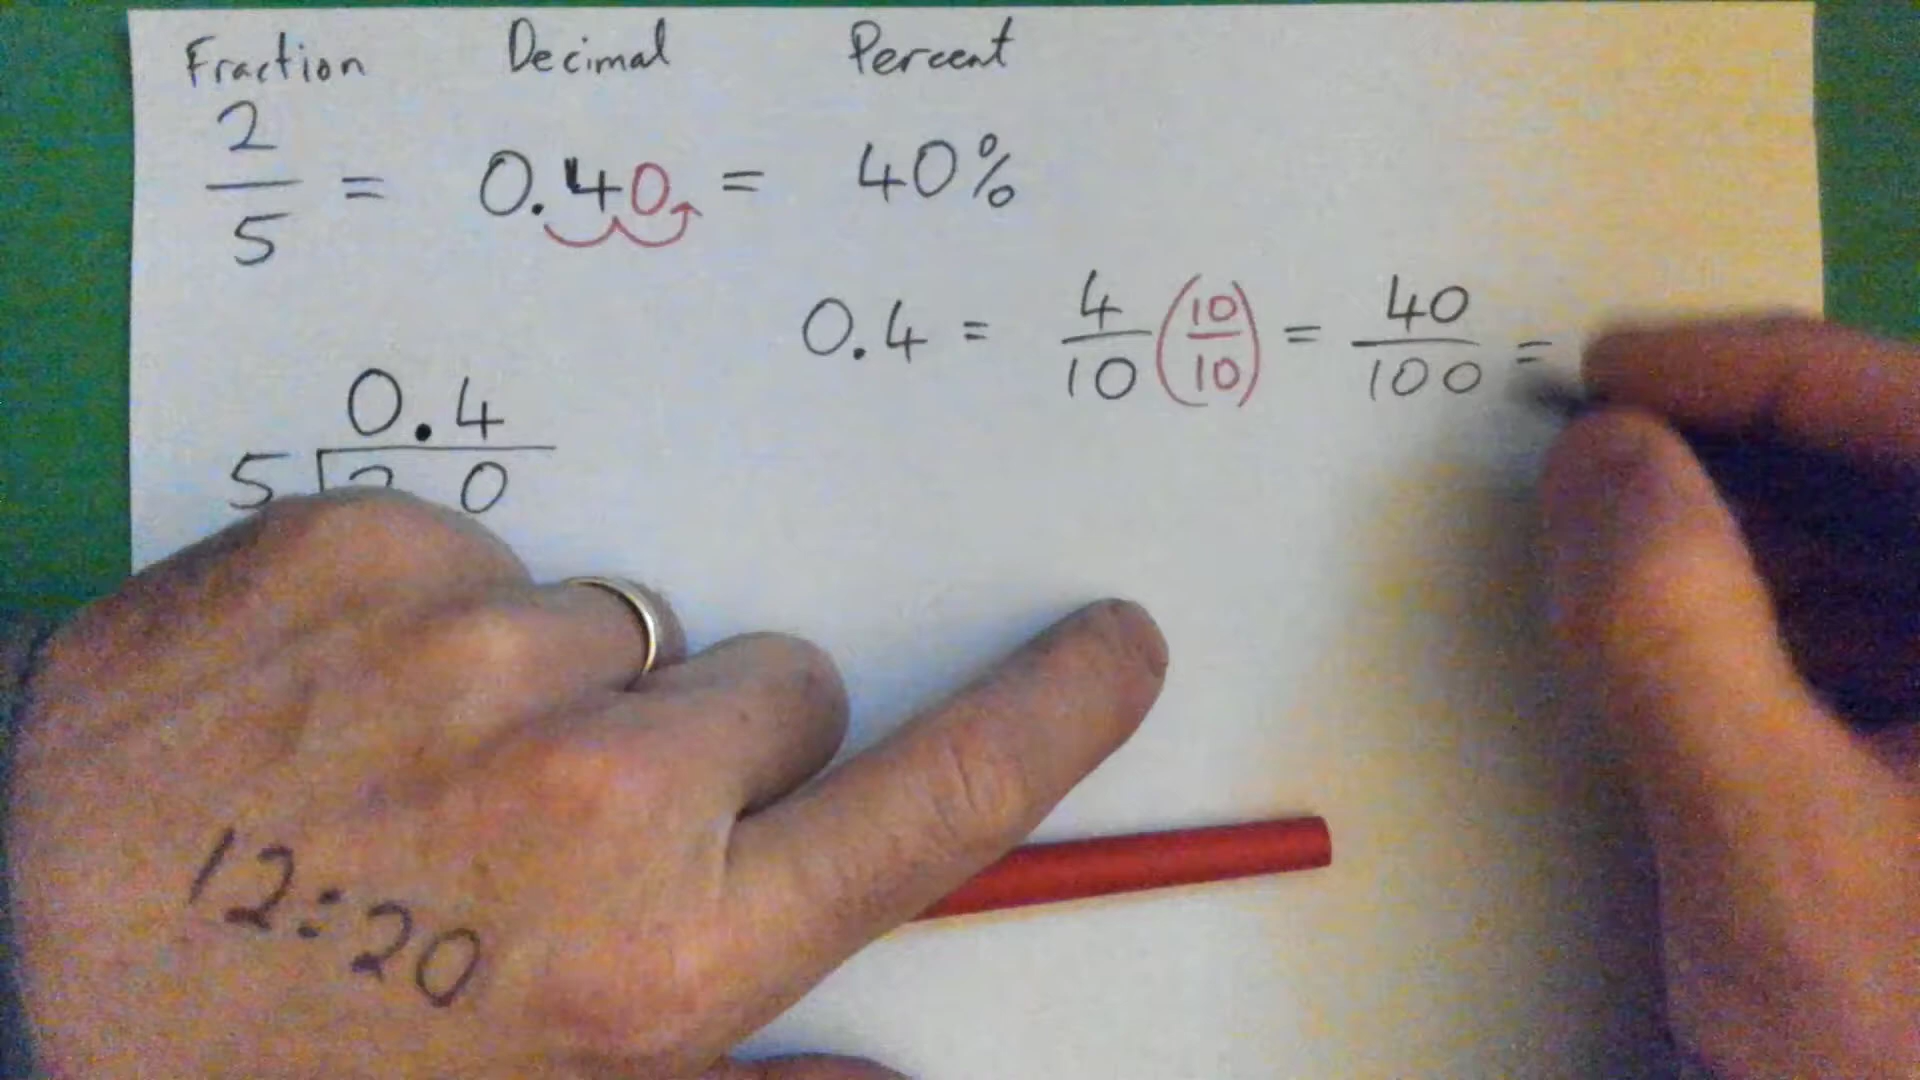 Fraction Decimal Percent
2/5 = 0.40 = 40%
0.4 = 4/10 (10/10) = 40/100 =
0.4
5 2 0
12:20